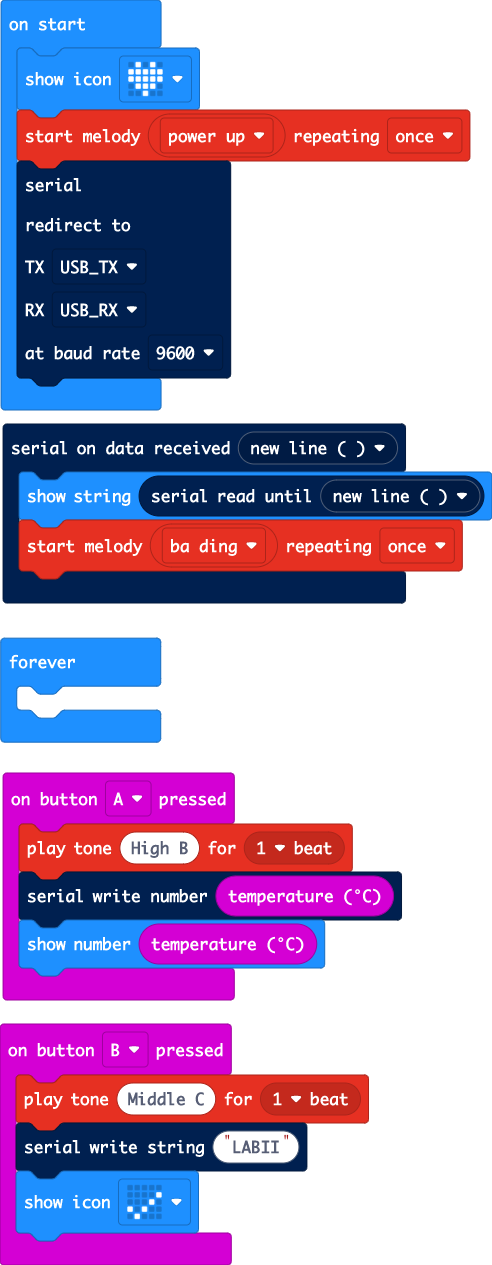 on start
show icon
start melody power up repeating once
serial
redirect to
TX USB_TX
RX USB_RX
at baud rate 9600
serial on data received new line ( )
show string serial read until new line ( )
start melody ba ding repeating once
forever
on button A pressed
play tone High B for 1 beat
serial write number temperature (°C)
show number temperature (°C)
on button B pressed
play tone Middle C for 1 beat
serial write string "LABII"
show icon